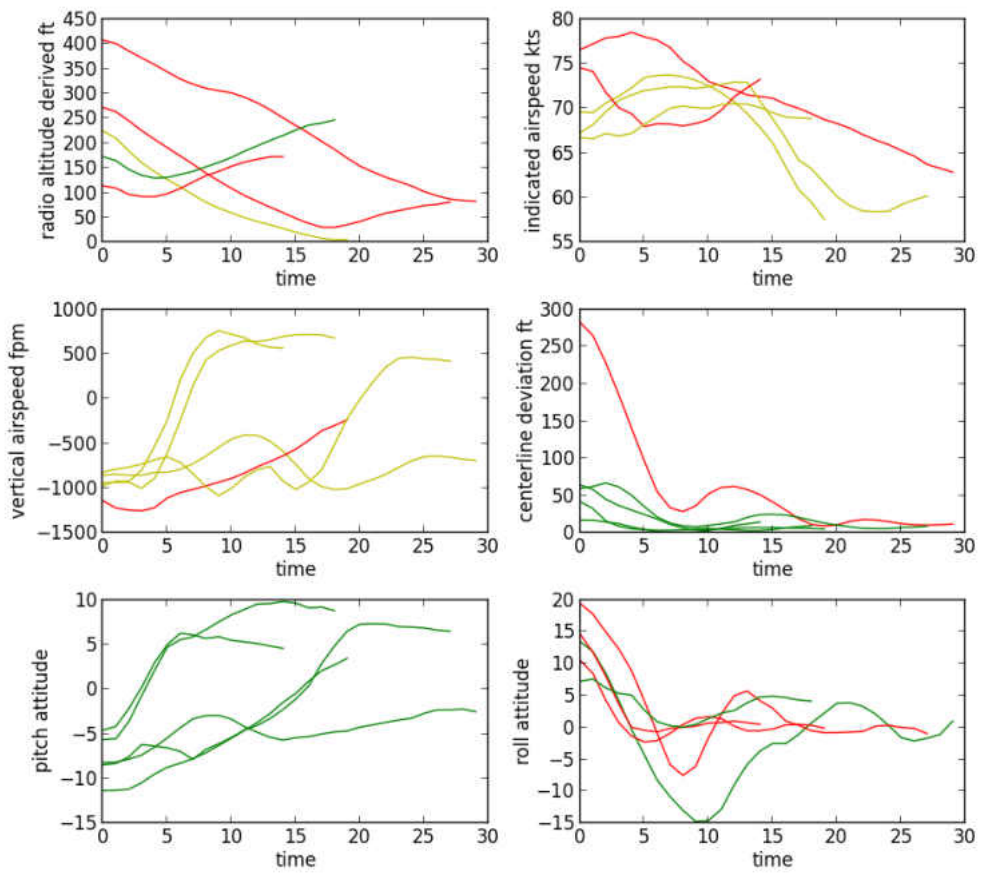 radio altitude derived ft
450
400
350
300
250
200
150
100
50
0
0 5 10 15 20 25 30
time
indicated airspeed kts
80
75
70
65
60
55
0 5 10 15 20 25 30
time
vertical airspeed fpm
1000
500
0
−500
−1000
−1500
0 5 10 15 20 25 30
time
centerline deviation ft
300
250
200
150
100
50
0
0 5 10 15 20 25 30
time
pitch attitude
10
5
0
−5
−10
−15
0 5 10 15 20 25 30
time
roll attitude
20
15
10
5
0
−5
−10
−15
0 5 10 15 20 25 30
time